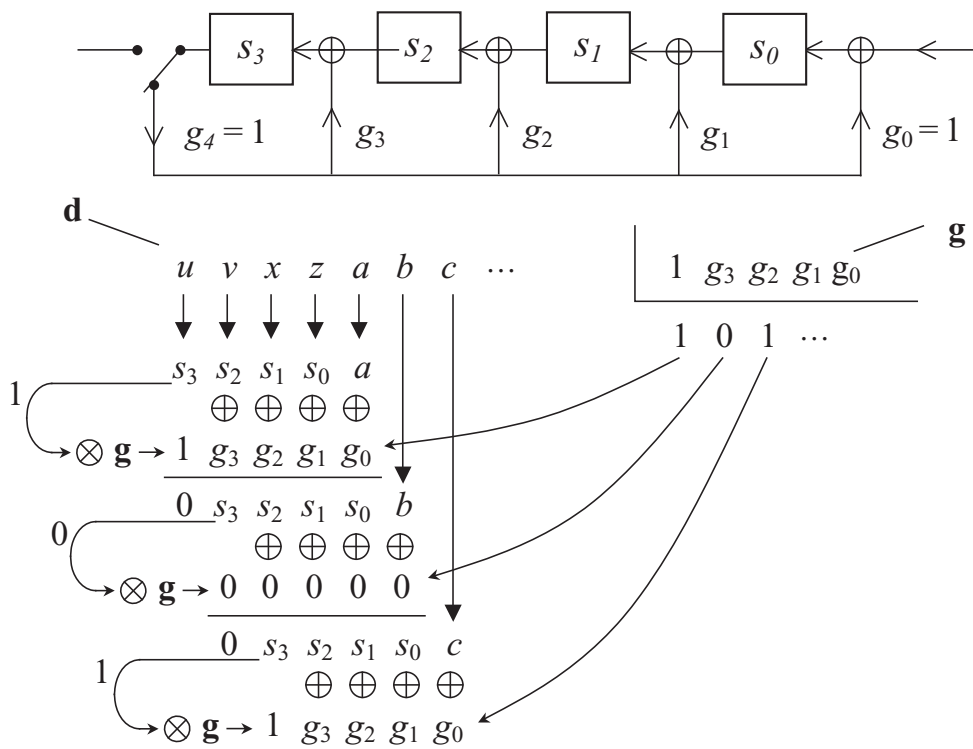 s₃ s₂ s₁ s₀
g₄ = 1 g₃ g₂ g₁ g₀ = 1
d g
u v x z a b c ...
1 g₃ g₂ g₁ g₀
1 0 1 ...
s₃ s₂ s₁ s₀ a
1
⊕ ⊕ ⊕ ⊕
⊗ g → 1 g₃ g₂ g₁ g₀
0 s₃ s₂ s₁ s₀ b
0
⊕ ⊕ ⊕ ⊕
⊗ g → 0 0 0 0 0
0 s₃ s₂ s₁ s₀ c
1
⊕ ⊕ ⊕ ⊕
⊗ g → 1 g₃ g₂ g₁ g₀